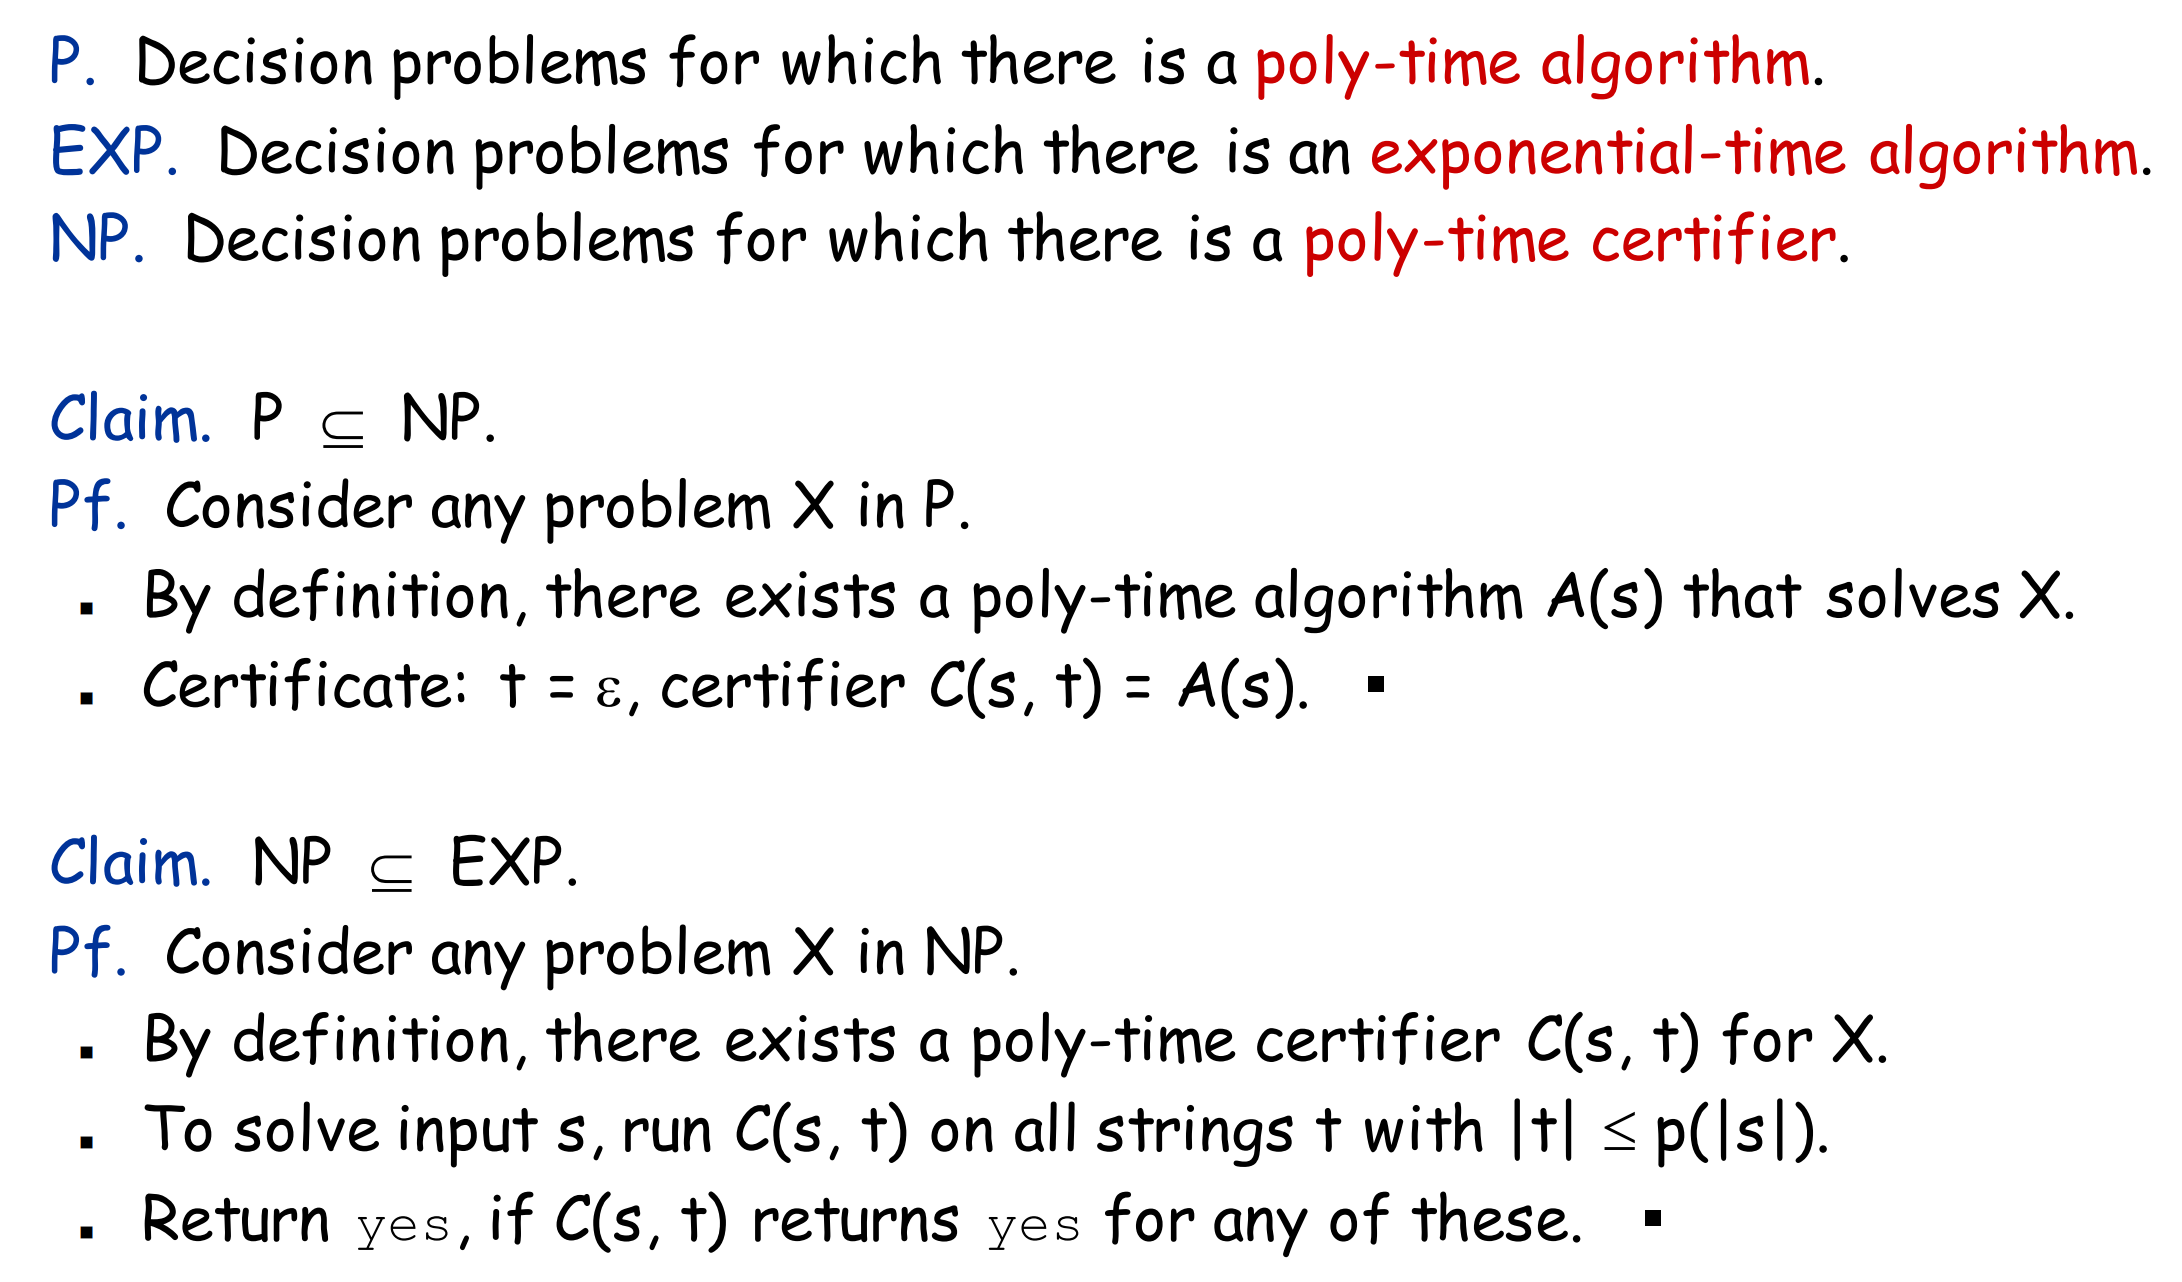 P. Decision problems for which there is a poly-time algorithm.
EXP. Decision problems for which there is an exponential-time algorithm.
NP. Decision problems for which there is a poly-time certifier.
Claim. P ⊆ NP.
Pf. Consider any problem X in P.
▪ By definition, there exists a poly-time algorithm A(s) that solves X.
▪ Certificate: t = ε, certifier C(s, t) = A(s). ▪
Claim. NP ⊆ EXP.
Pf. Consider any problem X in NP.
▪ By definition, there exists a poly-time certifier C(s, t) for X.
▪ To solve input s, run C(s, t) on all strings t with |t| ≤ p(|s|).
▪ Return yes, if C(s, t) returns yes for any of these. ▪